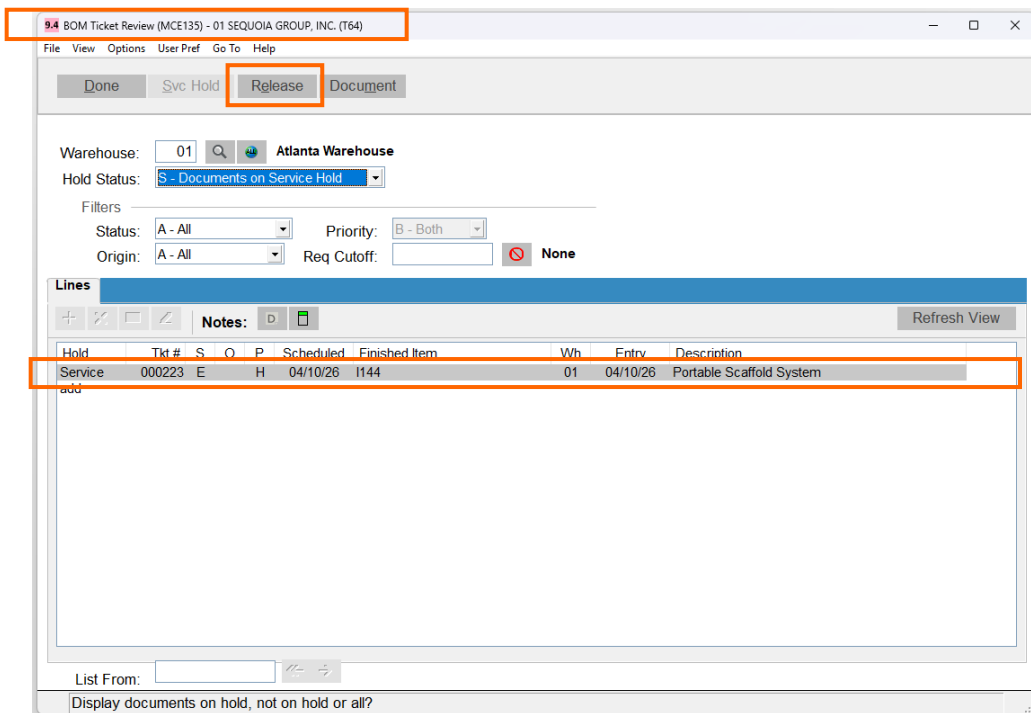 9.4 BOM Ticket Review (MCE135) - 01 SEQUOIA GROUP, INC. (T64)
File View Options User Pref Go To Help
Done Svc Hold Release Document
Warehouse: 01 Atlanta Warehouse
Hold Status: S - Documents on Service Hold
Filters
Status: A - All Priority: B - Both
Origin: A - All Req Cutoff: None
Lines
Notes: D Refresh View
Hold Tkt # S O P Scheduled Finished Item Wh Entry Description
Service 000223 E H 04/10/26 I144 01 04/10/26 Portable Scaffold System
add
List From:
Display documents on hold, not on hold or all?